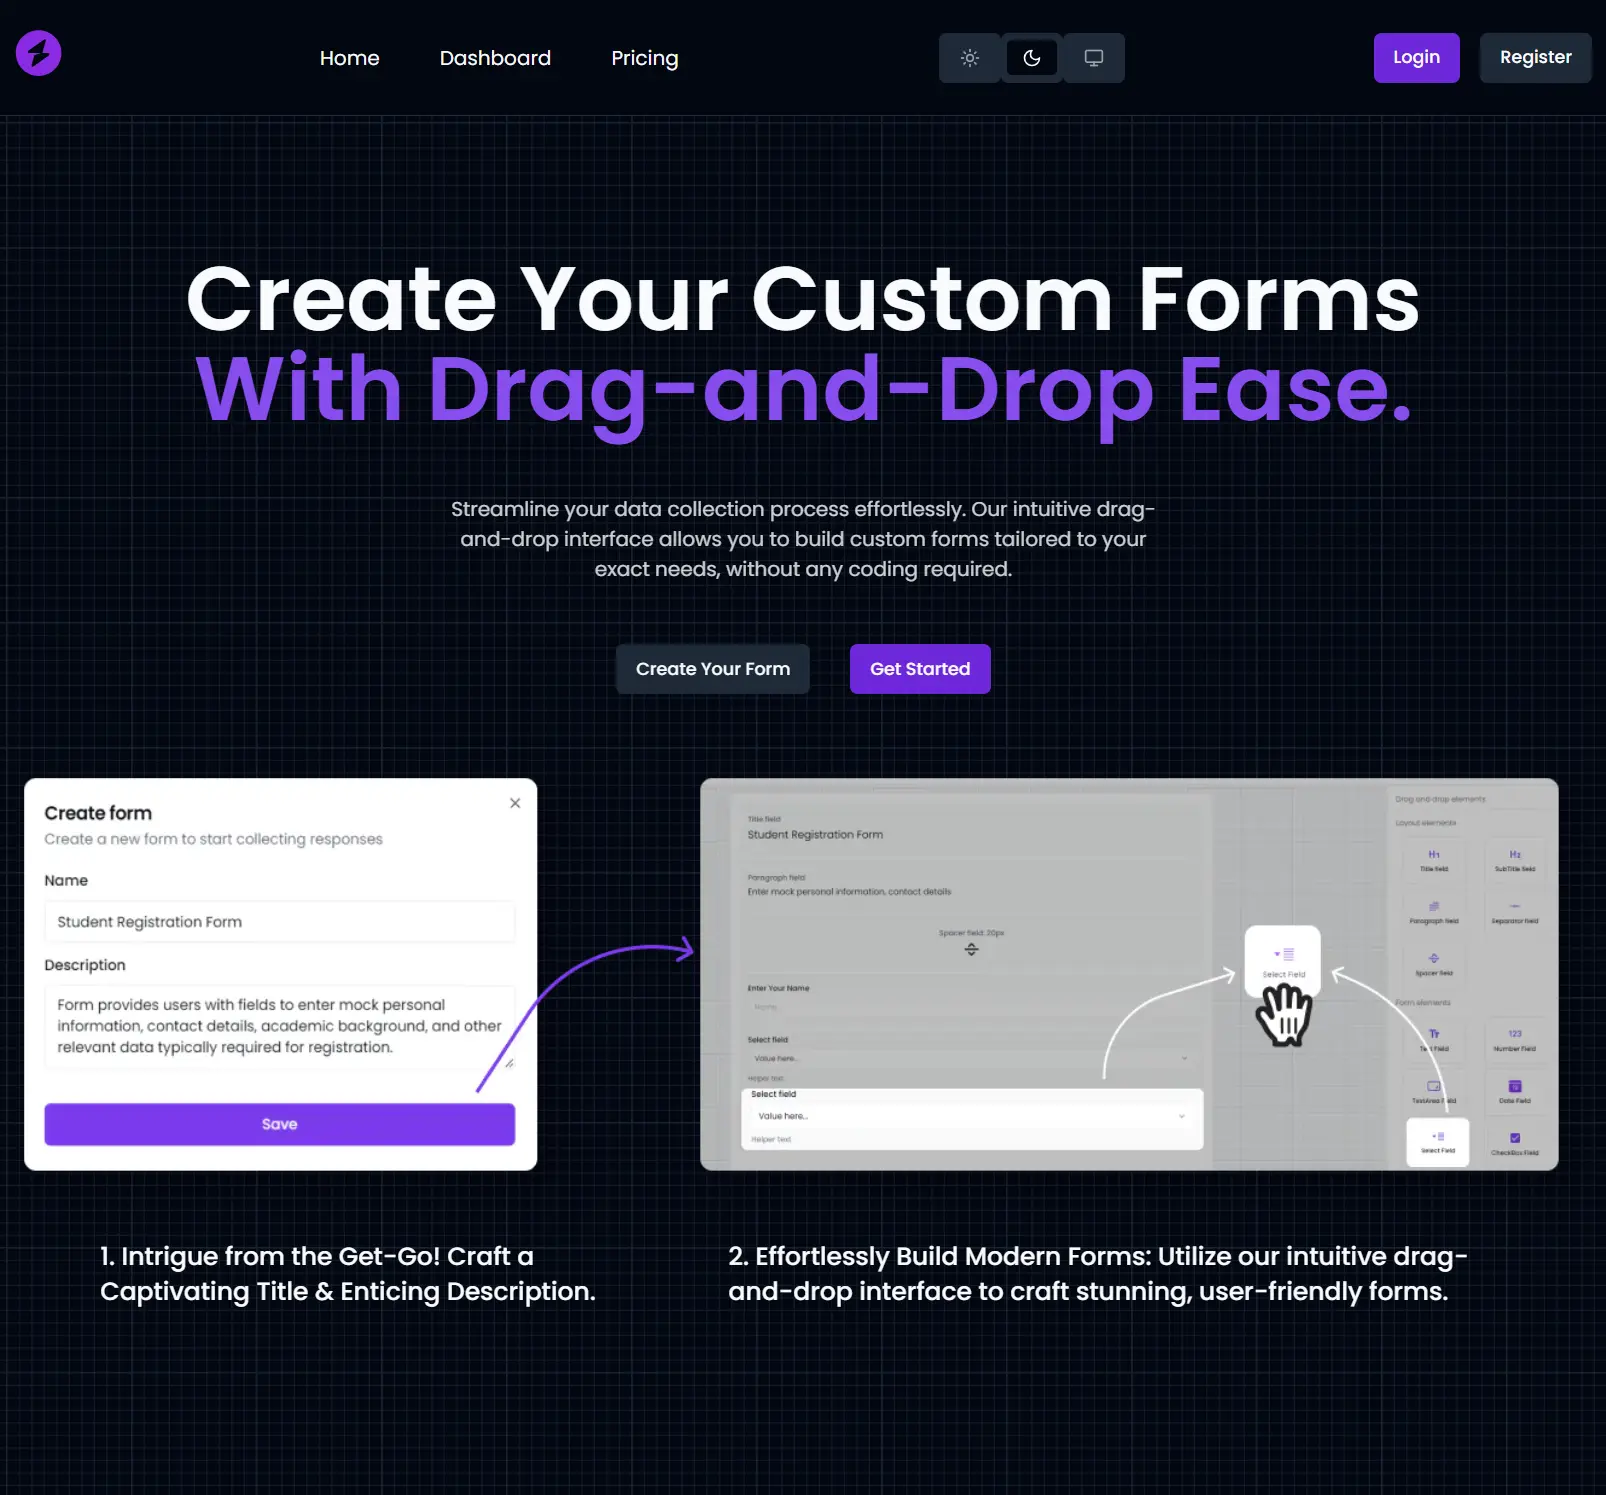 Home
Dashboard
Pricing
Login
Register
Create Your Custom Forms
With Drag-and-Drop Ease.
Streamline your data collection process effortlessly. Our intuitive drag-
and-drop interface allows you to build custom forms tailored to your
exact needs, without any coding required.
Create Your Form
Get Started
Create form
Create a new form to start collecting responses
Name
Student Registration Form
Description
Form provides users with fields to enter mock personal
information, contact details, academic background, and other
relevant data typically required for registration.
Save
Title field
Student Registration Form
Paragraph field
Enter mock personal information, contact details
Spacer field: 20px
Enter Your Name
Name
Select field
Value here...
Helper text
Select field
Value here...
Helper text
Select Field
Drag and drop elements
Layout elements
H1
Title field
H2
SubTitle field
Paragraph field
Separator field
Spacer field
Form elements
Tr
Text Field
123
Number Field
TextArea Field
Date Field
Select Field
CheckBox Field
1. Intrigue from the Get-Go! Craft a
Captivating Title & Enticing Description.
2. Effortlessly Build Modern Forms: Utilize our intuitive drag-
and-drop interface to craft stunning, user-friendly forms.